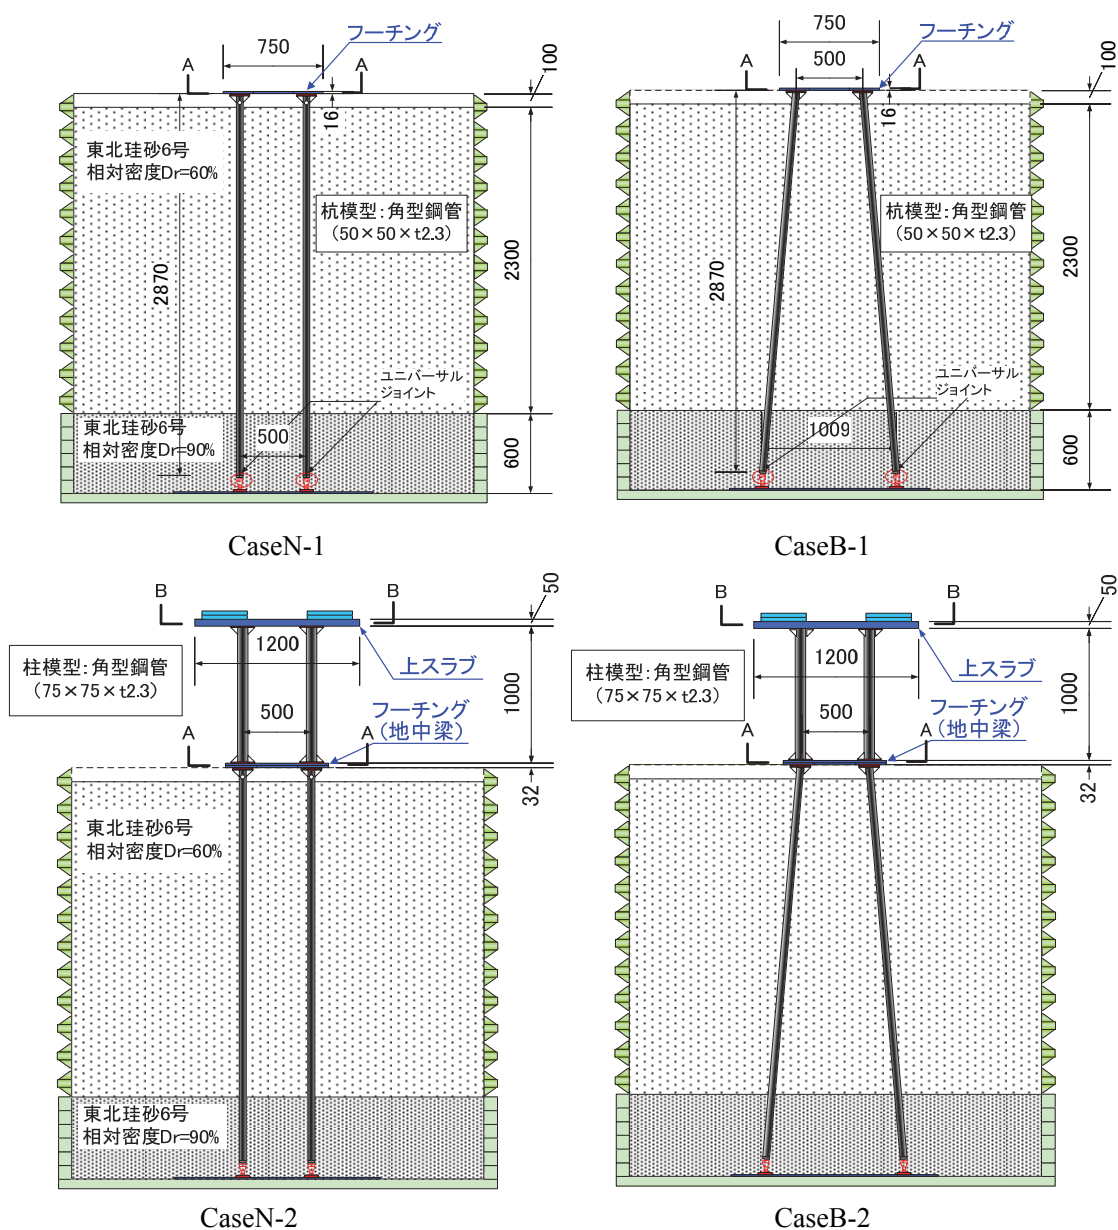 フーチング
750
A
A
100
16
東北珪砂6号
相対密度Dr=60%
杭模型:角型鋼管
(50×50×t2.3)
2870
2300
ユニバーサル
ジョイント
東北珪砂6号
相対密度Dr=90%
500
600
CaseN-1
750
フーチング
500
A
A
100
16
杭模型:角型鋼管
(50×50×t2.3)
2870
2300
ユニバーサル
ジョイント
1009
600
CaseB-1
B
B
50
1200
柱模型:角型鋼管
(75×75×t2.3)
上スラブ
1000
500
フーチング
(地中梁)
A
A
32
東北珪砂6号
相対密度Dr=60%
東北珪砂6号
相対密度Dr=90%
CaseN-2
B
B
50
1200
柱模型:角型鋼管
(75×75×t2.3)
上スラブ
1000
500
フーチング
(地中梁)
A
A
32
CaseB-2